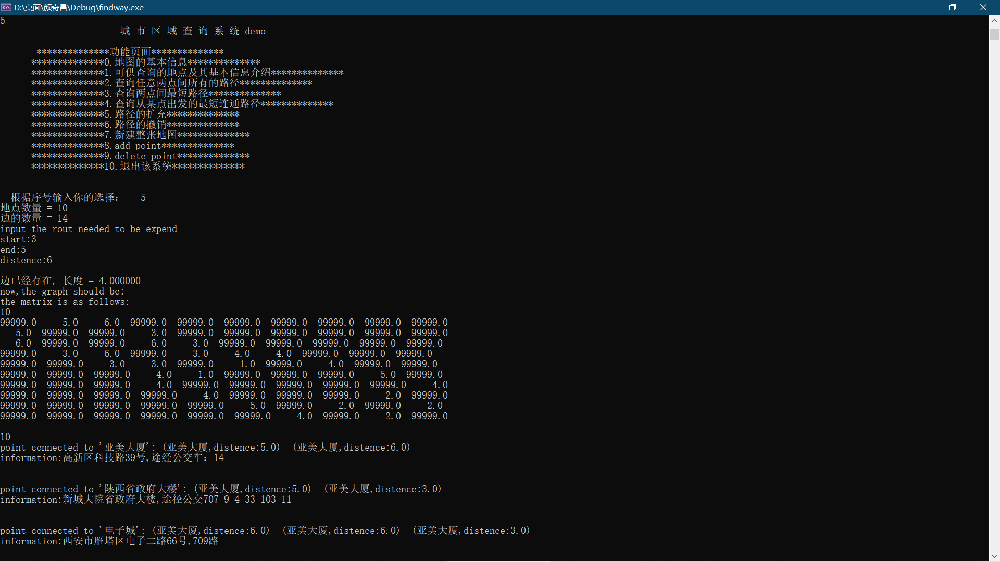 D:\桌面\颜奇昌\Debug\findway.exe
5
城 市 区 域 查 询 系 统 demo
**************功能页面**************
**************0.地图的基本信息**************
**************1.可供查询的地点及其基本信息介绍**************
**************2.查询任意两点间所有的路径**************
**************3.查询两点间最短路径**************
**************4.查询从某点出发的最短连通路径**************
**************5.路径的扩充**************
**************6.路径的撤销**************
**************7.新建整张地图**************
**************8.add point**************
**************9.delete point**************
**************10.退出该系统**************
根据序号输入你的选择： 5
地点数量 = 10
边的数量 = 14
input the rout needed to be expend
start:3
end:5
distence:6
边已经存在, 长度 = 4.000000
now,the graph should be:
the matrix is as follows:
10
99999.0 5.0 6.0 99999.0 99999.0 99999.0 99999.0 99999.0 99999.0 99999.0
5.0 99999.0 99999.0 3.0 99999.0 99999.0 99999.0 99999.0 99999.0 99999.0
6.0 99999.0 99999.0 6.0 3.0 99999.0 99999.0 99999.0 99999.0 99999.0
99999.0 3.0 6.0 99999.0 3.0 4.0 4.0 99999.0 99999.0 99999.0
99999.0 99999.0 3.0 3.0 99999.0 1.0 99999.0 4.0 99999.0 99999.0
99999.0 99999.0 99999.0 4.0 1.0 99999.0 99999.0 99999.0 5.0 99999.0
99999.0 99999.0 99999.0 4.0 99999.0 99999.0 99999.0 99999.0 99999.0 4.0
99999.0 99999.0 99999.0 99999.0 4.0 99999.0 99999.0 99999.0 2.0 99999.0
99999.0 99999.0 99999.0 99999.0 99999.0 5.0 99999.0 2.0 99999.0 2.0
99999.0 99999.0 99999.0 99999.0 99999.0 99999.0 4.0 99999.0 2.0 99999.0
10
point connected to '亚美大厦': (亚美大厦,distence:5.0) (亚美大厦,distence:6.0)
information:高新区科技路39号,途经公交车：14
point connected to '陕西省政府大楼': (亚美大厦,distence:5.0) (亚美大厦,distence:3.0)
information:新城大院省政府大楼,途径公交707 9 4 33 103 11
point connected to '电子城': (亚美大厦,distence:6.0) (亚美大厦,distence:6.0) (亚美大厦,distence:3.0)
information:西安市雁塔区电子二路66号,709路